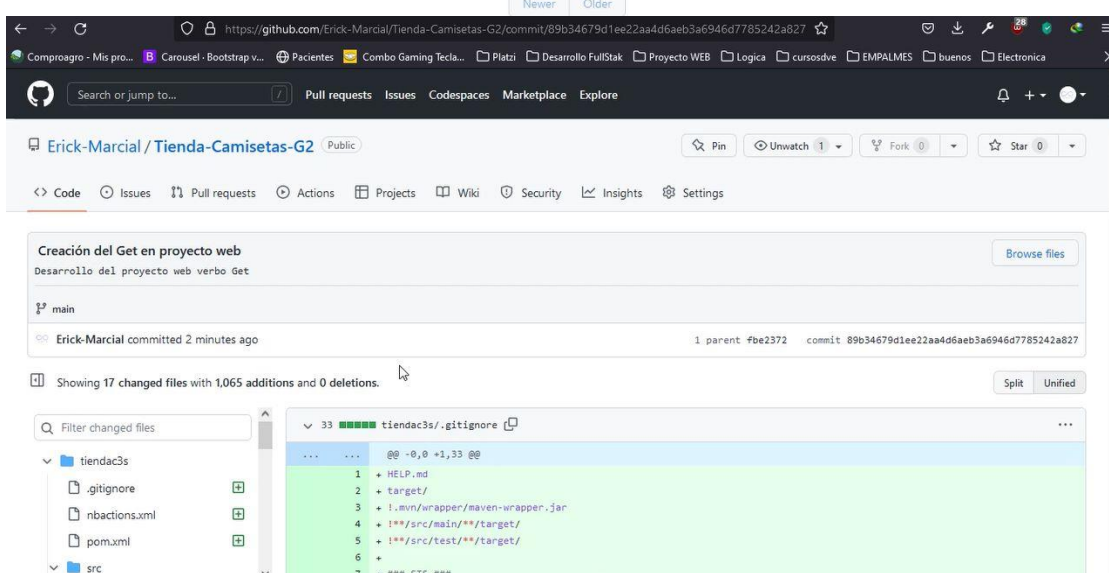 Newer Older
https://github.com/Erick-Marcial/Tienda-Camisetas-G2/commit/89b34679d1ee22aa4d6aeb3a6946d7785242a827 28
Comproagro - Mis pro... B Carousel · Bootstrap v... Pacientes Combo Gaming Tecla... Platzi Desarrollo FullStak Proyecto WEB Logica cursosdve EMPALMES buenos Electronica
Search or jump to... / Pull requests Issues Codespaces Marketplace Explore
Erick-Marcial / Tienda-Camisetas-G2 Public Pin Unwatch 1 Fork 0 Star 0
<> Code Issues Pull requests Actions Projects Wiki Security Insights Settings
Creación del Get en proyecto web Browse files
Desarrollo del proyecto web verbo Get
main
Erick-Marcial committed 2 minutes ago 1 parent fbe2372 commit 89b34679d1ee22aa4d6aeb3a6946d7785242a827
Showing 17 changed files with 1,065 additions and 0 deletions. Split Unified
Filter changed files 33 tiendac3s/.gitignore ...
tiendac3s ... ... @@ -0,0 +1,33 @@
.gitignore 1 + HELP.md
2 + target/
nbactions.xml 3 + !.mvn/wrapper/maven-wrapper.jar
4 + !**/src/main/**/target/
pom.xml 5 + !**/src/test/**/target/
6 +
src